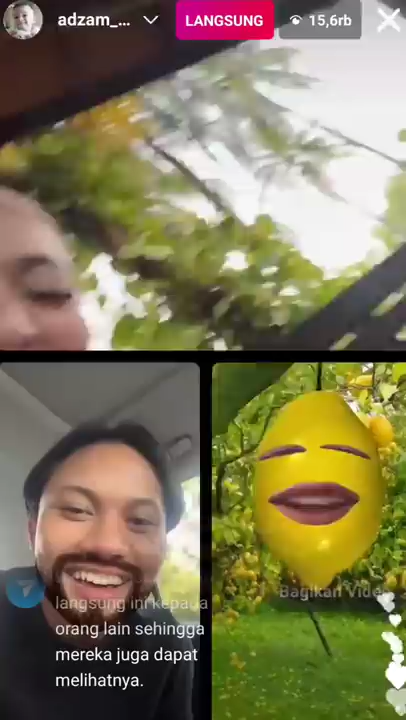 adzam_...
LANGSUNG
15,6rb
Bagikan Video
langsung ini kepada
orang lain sehingga
mereka juga dapat
melihatnya.